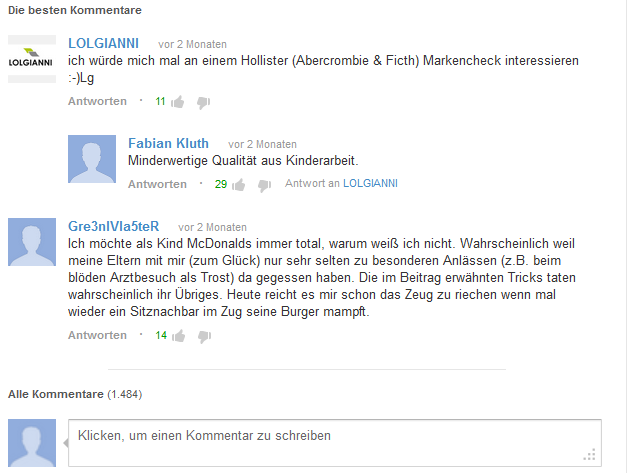 Die besten Kommentare
LOLGIANNI
LOLGIANNI vor 2 Monaten
ich würde mich mal an einem Hollister (Abercrombie & Ficth) Markencheck interessieren
:-)Lg
Antworten · 11
Fabian Kluth vor 2 Monaten
Minderwertige Qualität aus Kinderarbeit.
Antworten · 29 Antwort an LOLGIANNI
Gre3nIVIa5teR vor 2 Monaten
Ich möchte als Kind McDonalds immer total, warum weiß ich nicht. Wahrscheinlich weil
meine Eltern mit mir (zum Glück) nur sehr selten zu besonderen Anlässen (z.B. beim
blöden Arztbesuch als Trost) da gegessen haben. Die im Beitrag erwähnten Tricks taten
wahrscheinlich ihr Übriges. Heute reicht es mir schon das Zeug zu riechen wenn mal
wieder ein Sitznachbar im Zug seine Burger mampft.
Antworten · 14
Alle Kommentare (1.484)
Klicken, um einen Kommentar zu schreiben